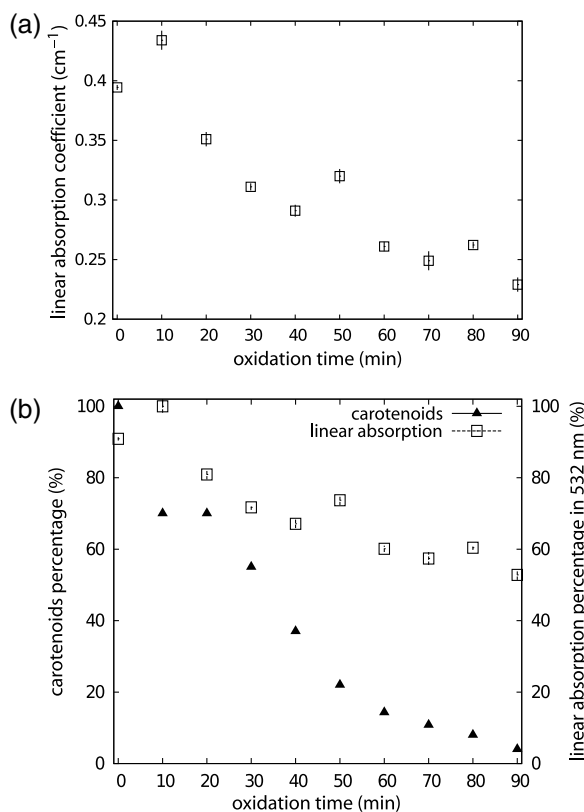 (a)
0.45
0.4
0.35
0.3
0.25
0.2
linear absorption coefficient (cm⁻¹)
0 10 20 30 40 50 60 70 80 90
oxidation time (min)
(b)
100 100
carotenoids
linear absorption
80 80
60 60
40 40
20 20
0 0
carotenoids percentage (%)
linear absorption percentage in 532 nm (%)
0 10 20 30 40 50 60 70 80 90
oxidation time (min)